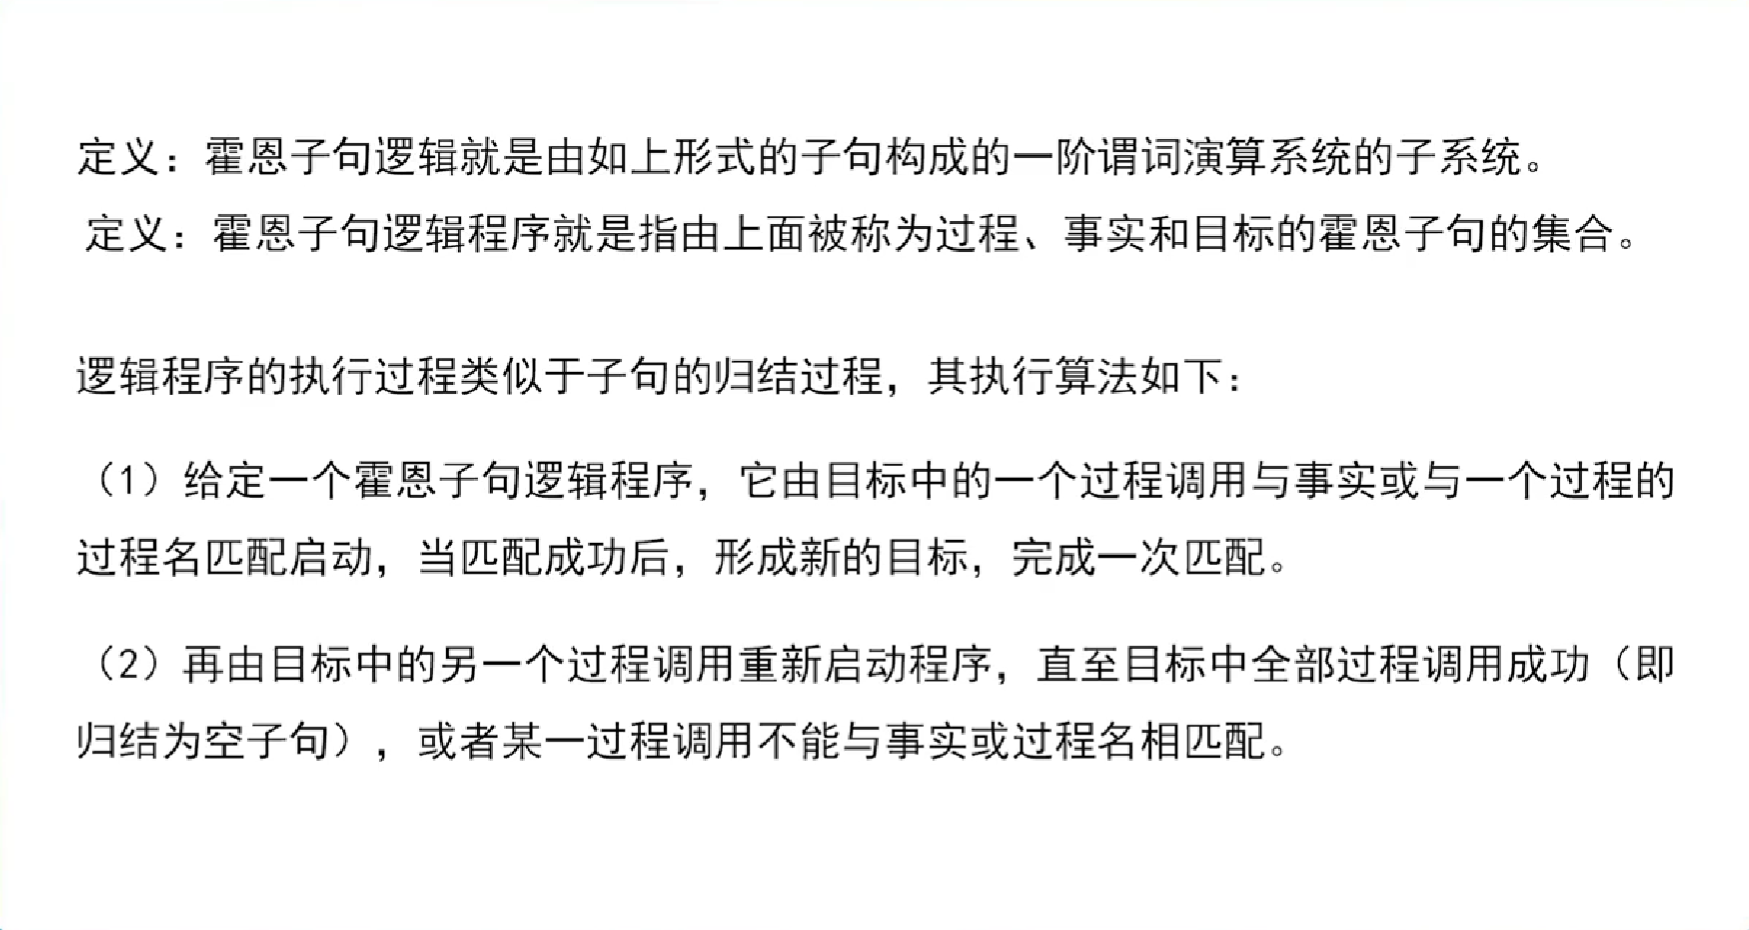 定义：霍恩子句逻辑就是由如上形式的子句构成的一阶谓词演算系统的子系统。
定义：霍恩子句逻辑程序就是指由上面被称为过程、事实和目标的霍恩子句的集合。
逻辑程序的执行过程类似于子句的归结过程，其执行算法如下：
（1）给定一个霍恩子句逻辑程序，它由目标中的一个过程调用与事实或与一个过程的
过程名匹配启动，当匹配成功后，形成新的目标，完成一次匹配。
（2）再由目标中的另一个过程调用重新启动程序，直至目标中全部过程调用成功（即
归结为空子句），或者某一过程调用不能与事实或过程名相匹配。